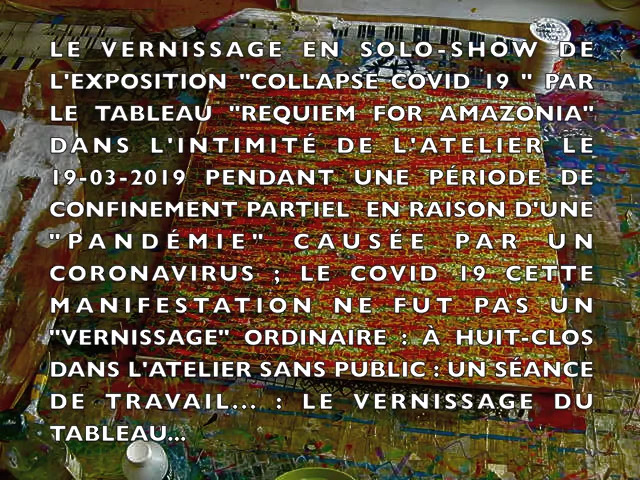 LE VERNISSAGE EN SOLO-SHOW DE
L'EXPOSITION "COLLAPSE COVID 19 " PAR
LE TABLEAU "REQUIEM FOR AMAZONIA"
DANS L'INTIMITÉ DE L'ATELIER LE
19-03-2019 PENDANT UNE PÉRIODE DE
CONFINEMENT PARTIEL EN RAISON D'UNE
"PANDÉMIE" CAUSÉE PAR UN
CORONAVIRUS ; LE COVID 19 CETTE
MANIFESTATION NE FUT PAS UN
"VERNISSAGE" ORDINAIRE : À HUIT-CLOS
DANS L'ATELIER SANS PUBLIC : UN SÉANCE
DE TRAVAIL... : LE VERNISSAGE DU
TABLEAU...